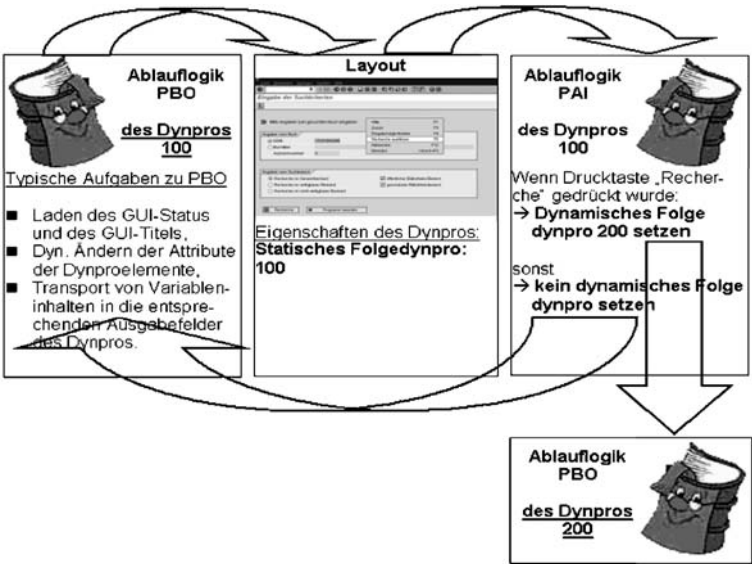 Ablauflogik
PBO
des Dynpros
100
Typische Aufgaben zu PBO
■ Laden des GUI-Status
und des GUI-Titels,
■ Dyn. Ändern der Attribute
der Dynproelemente,
■ Transport von Variablen-
inhalten in die entspre-
chenden Ausgabefelder
des Dynpros.
Layout
Eingabe der Suchkriterien
Eigenschaften des Dynpros:
Statisches Folgedynpro:
100
Ablauflogik
PAI
des Dynpros
100
Wenn Drucktaste „Recher-
che" gedrückt wurde:
→ Dynamisches Folge
dynpro 200 setzen
sonst
→ kein dynamisches Folge
dynpro setzen
Ablauflogik
PBO
des Dynpros
200